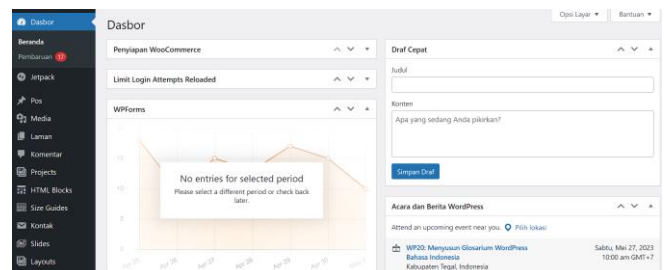 Opsi Layar
Bantuan
Dasbor
Beranda
Pembaruan 17
Jetpack
Pos
Media
Laman
Komentar
Projects
HTML Blocks
Size Guides
Kontak
Slides
Layouts
Dasbor
Penyiapan WooCommerce
Limit Login Attempts Reloaded
WPForms
No entries for selected period
Please select a different period or check back
later.
Draf Cepat
Judul
Konten
Apa yang sedang Anda pikirkan?
Simpan Draf
Acara dan Berita WordPress
Attend an upcoming event near you. Pilih lokasi
WP20: Menyusun Glosarium WordPress
Bahasa Indonesia
Kabupaten Tegal, Indonesia
Sabtu, Mei 27, 2023
10:00 am GMT+7